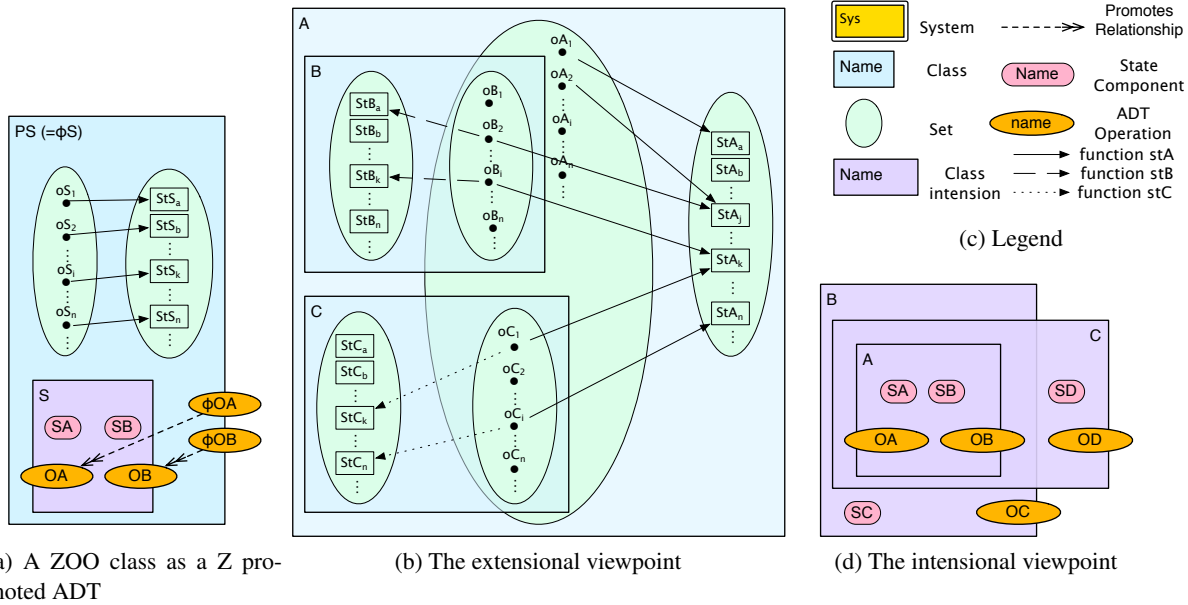 PS (=ϕS)
oS1
oS2
oSi
oSn
StSa
StSb
StSk
StSn
S
SA
SB
ϕOA
ϕOB
OA
OB
a) A ZOO class as a Z pro-
moted ADT
A
B
StBa
StBb
StBk
StBn
oB1
oB2
oBi
oBn
oA1
oA2
oAi
oAn
StAa
StAb
StAj
StAk
StAn
C
StCa
StCb
StCk
StCn
oC1
oC2
oCi
oCn
(b) The extensional viewpoint
Sys
System
Promotes
Relationship
Name
Class
Name
State
Component
Set
name
ADT
Operation
Name
Class
intension
function stA
function stB
function stC
(c) Legend
B
C
A
SA
SB
SD
OA
OB
OD
SC
OC
(d) The intensional viewpoint